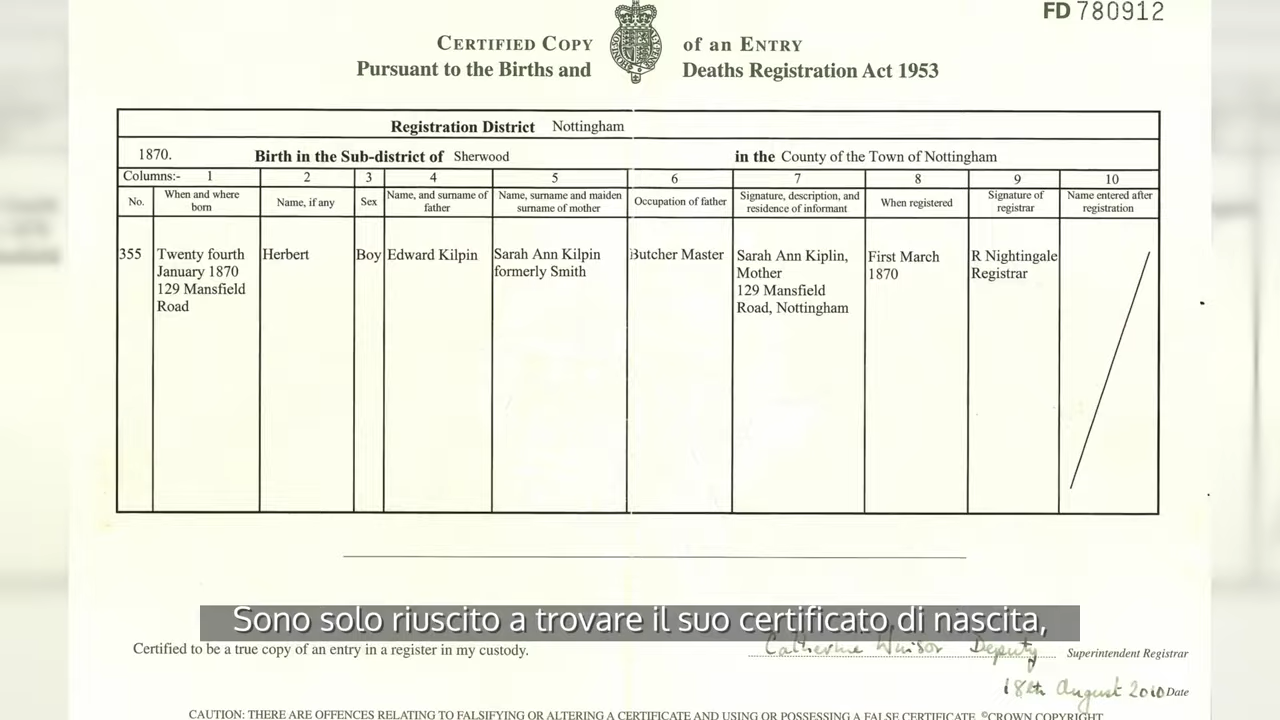 FD 780912
CERTIFIED COPY of an ENTRY
Pursuant to the Births and Deaths Registration Act 1953
Registration District Nottingham
1870. Birth in the Sub-district of Sherwood in the County of the Town of Nottingham
Columns:- 1 2 3 4 5 6 7 8 9 10
No.
When and where
born
Name, if any
Sex
Name, and surname of
father
Name, surname and maiden
surname of mother
Occupation of father
Signature, description, and
residence of informant
When registered
Signature of
registrar
Name entered after
registration
355
Twenty fourth
January 1870
129 Mansfield
Road
Herbert
Boy
Edward Kilpin
Sarah Ann Kilpin
formerly Smith
Butcher Master
Sarah Ann Kiplin,
Mother
129 Mansfield
Road, Nottingham
First March
1870
R Nightingale
Registrar
Sono solo riuscito a trovare il suo certificato di nascita,
Certified to be a true copy of an entry in a register in my custody.
Catherine Winsor Deputy Superintendent Registrar
18th August 2010 Date
CAUTION: THERE ARE OFFENCES RELATING TO FALSIFYING OR ALTERING A CERTIFICATE AND USING OR POSSESSING A FALSE CERTIFICATE. ©CROWN COPYRIGHT